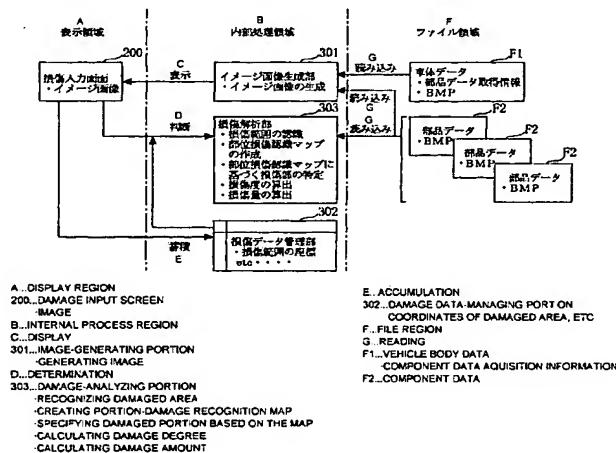 A
表示領域
B
内部処理領域
F
ファイル領域
200
損傷入力画面
・イメージ画像
C
表示
301
イメージ画像生成部
・イメージ画像の生成
G
読み込み
F1
車体データ
・部品データ取得情報
・BMP
読み込み
G
D
判断
303
損傷解析部
・損傷範囲の認識
・部位損傷認識マップ
の作成
・部位損傷認識マップに
基づく損傷部の特定
・損傷度の算出
・損傷量の算出
G
読み込み
F2
部品データ
・BMP
F2
部品データ
・BMP
F2
部品データ
・BMP
302
損傷データ管理部
・損傷範囲の座標
etc・・・・
蓄積
E
A...DISPLAY REGION
200...DAMAGE INPUT SCREEN
·IMAGE
B...INTERNAL PROCESS REGION
C...DISPLAY
301...IMAGE-GENERATING PORTION
·GENERATING IMAGE
D...DETERMINATION
303...DAMAGE-ANALYZING PORTION
·RECOGNIZING DAMAGED AREA
·CREATING PORTION-DAMAGE RECOGNITION MAP
·SPECIFYING DAMAGED PORTION BASED ON THE MAP
·CALCULATING DAMAGE DEGREE
·CALCULATING DAMAGE AMOUNT
E...ACCUMULATION
302...DAMAGE DATA-MANAGING PORTION
COORDINATES OF DAMAGED AREA, ETC
F...FILE REGION
G...READING
F1...VEHICLE BODY DATA
·COMPONENT DATA AQUISITION INFORMATION
F2...COMPONENT DATA